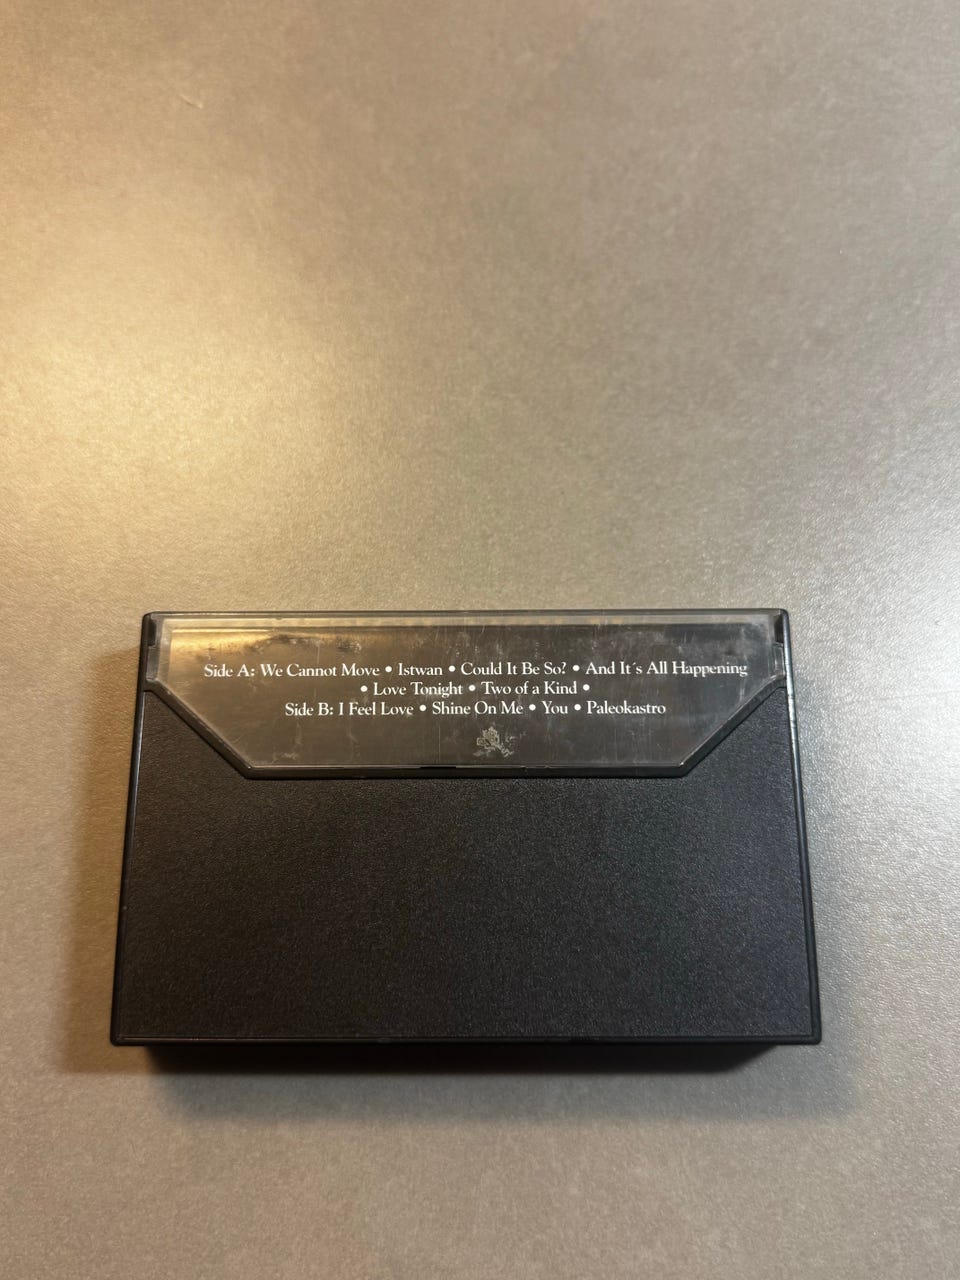 Side A: We Cannot Move • Istwan • Could It Be So? • And It´s All Happening
• Love Tonight • Two of a Kind •
Side B: I Feel Love • Shine On Me • You • Paleokastro